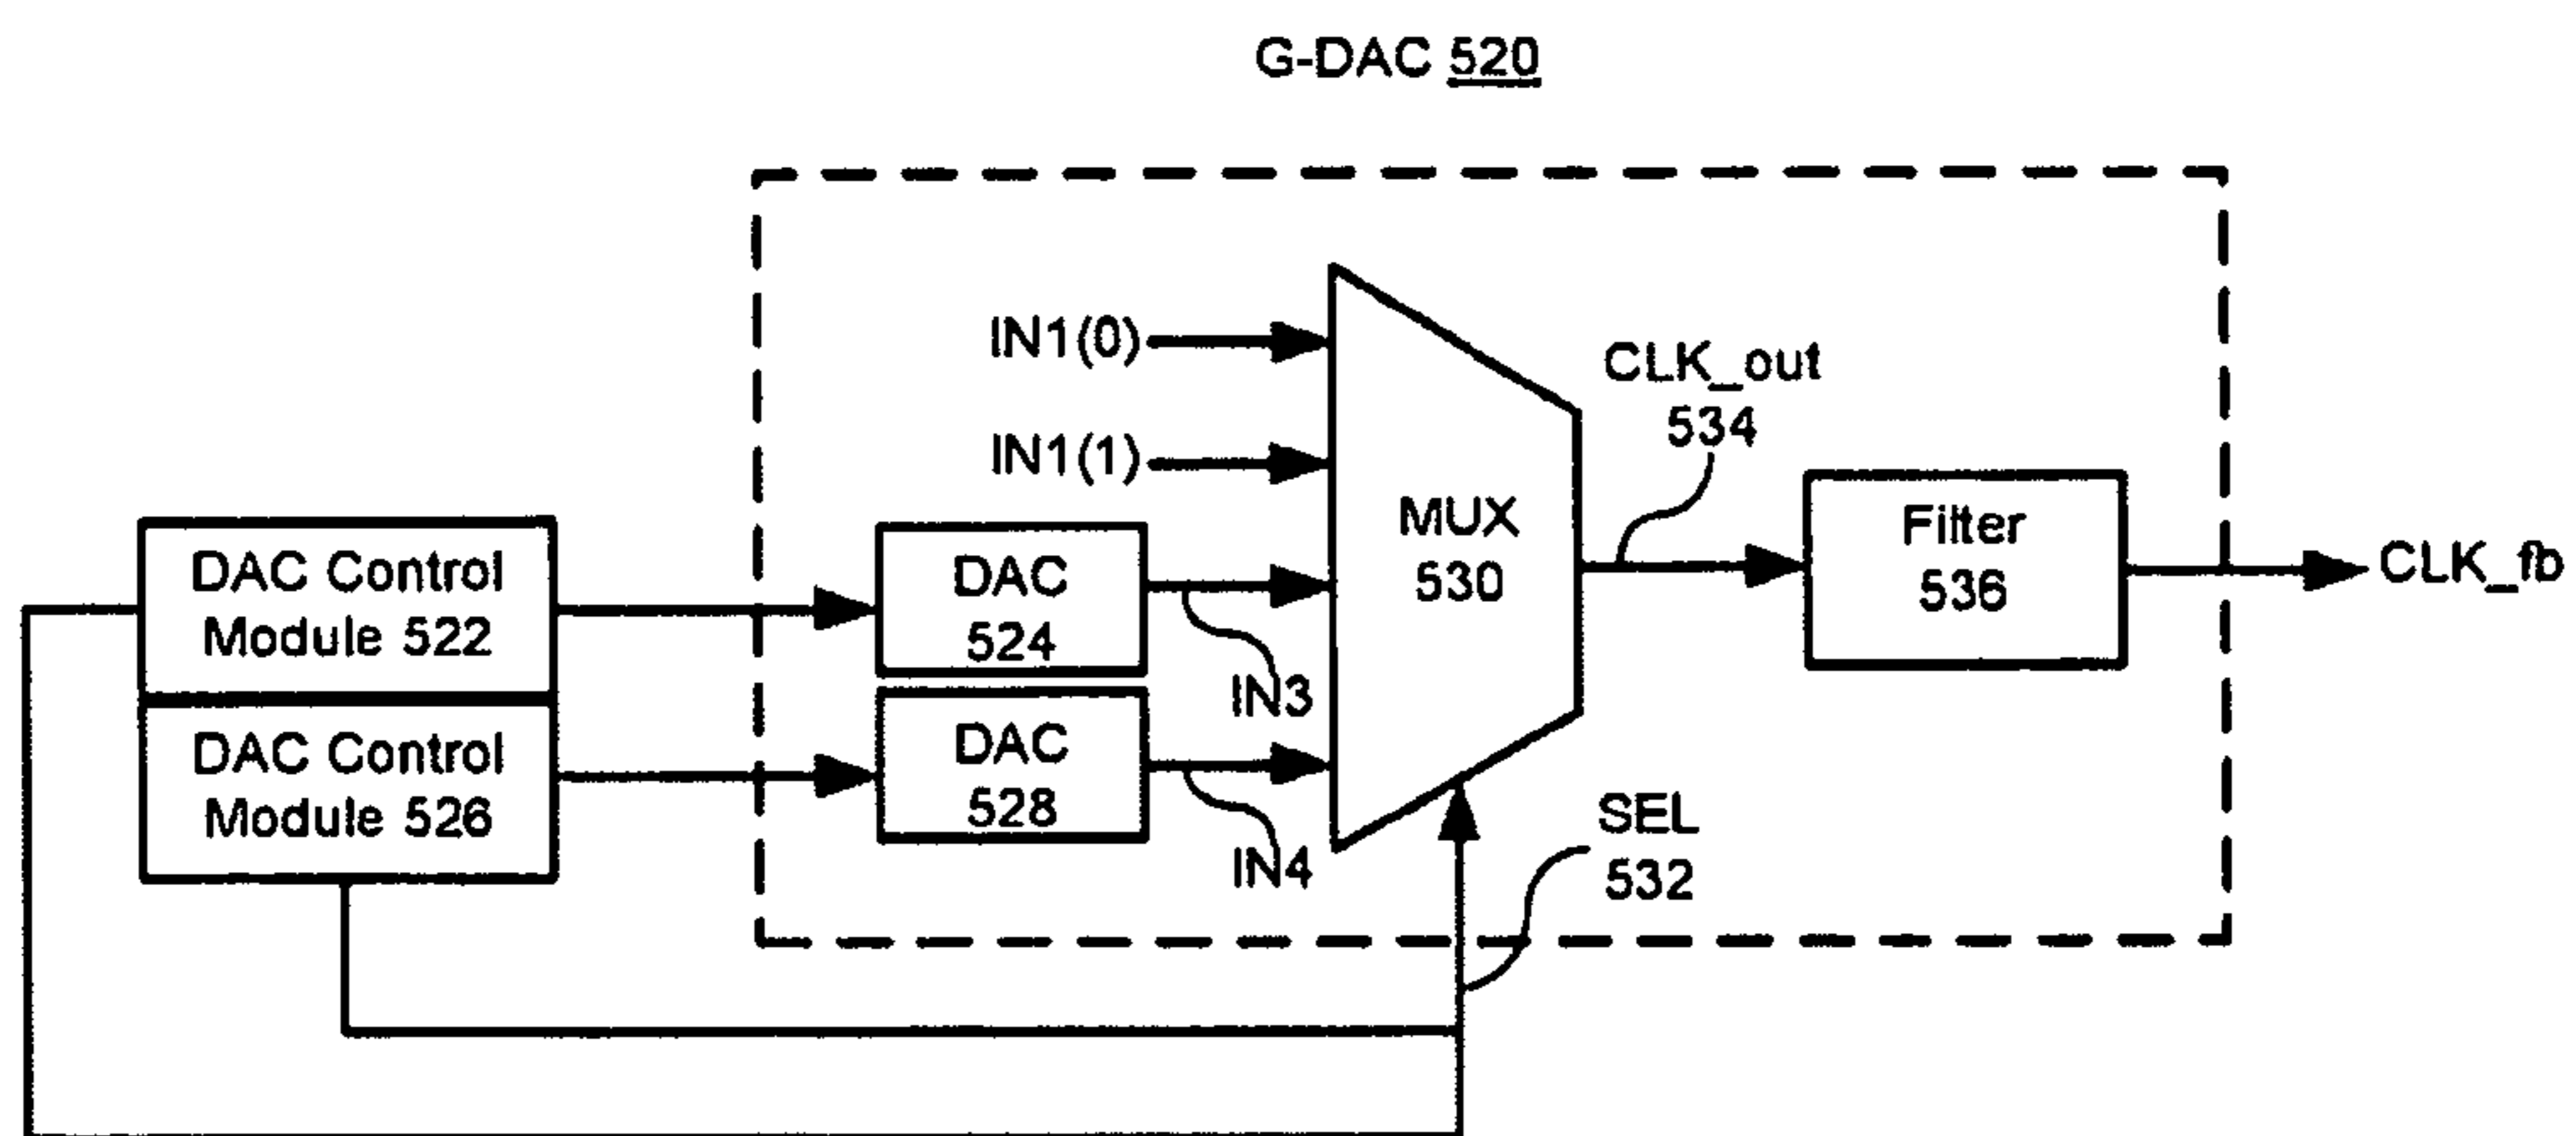 G-DAC 520
IN1(0)
IN1(1)
CLK_out
534
MUX
530
Filter
536
CLK_fb
DAC Control
Module 522
DAC
524
IN3
DAC Control
Module 526
DAC
528
IN4
SEL
532